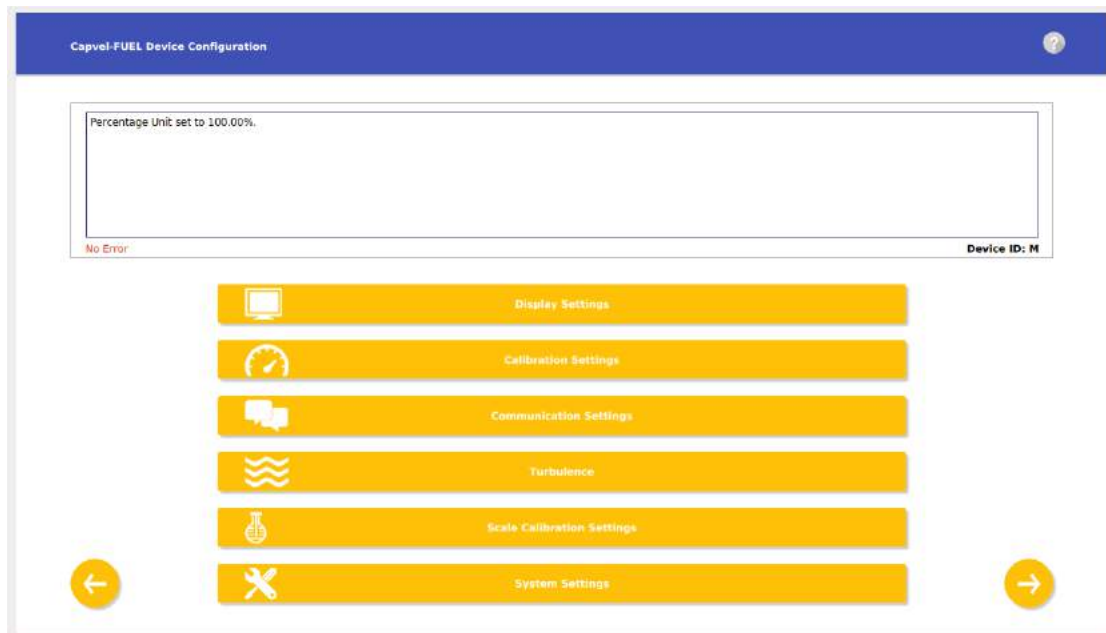 Capvel-FUEL Device Configuration
?
Percentage Unit set to 100.00%.
No Error
Device ID: M
Display Settings
Calibration Settings
Communication Settings
Turbulence
Scale Calibration Settings
System Settings